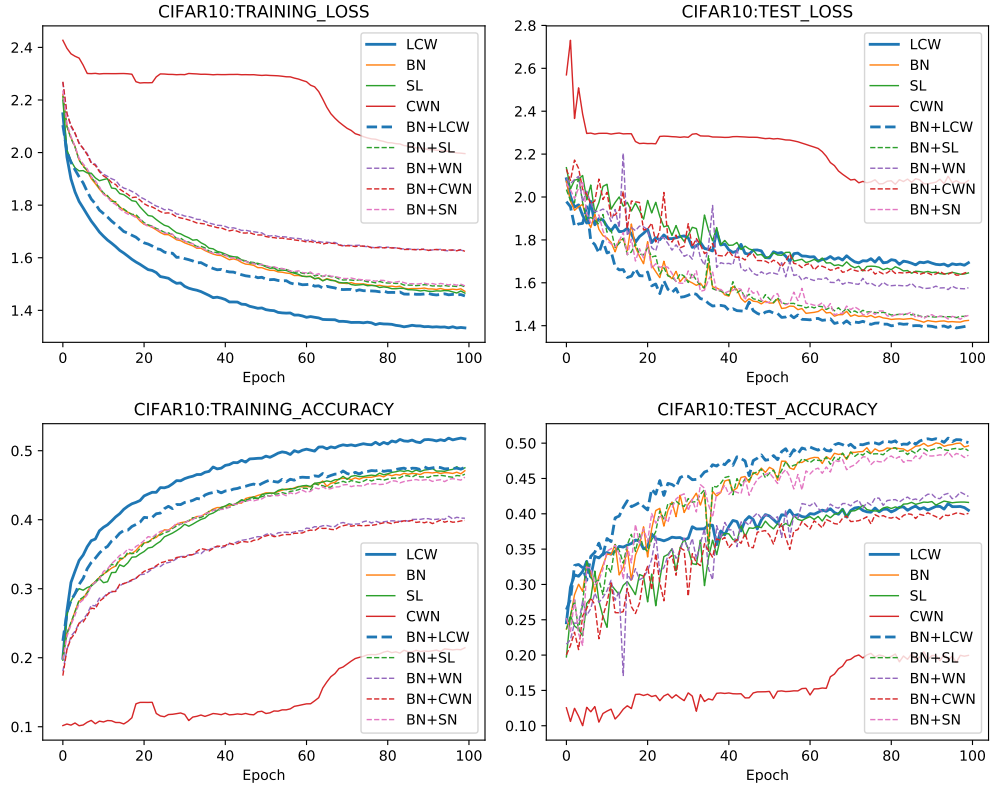 CIFAR10:TRAINING_LOSS
2.4
2.2
2.0
1.8
1.6
1.4
0 20 40 60 80 100
Epoch
LCW
BN
SL
CWN
BN+LCW
BN+SL
BN+WN
BN+CWN
BN+SN
CIFAR10:TEST_LOSS
2.8
2.6
2.4
2.2
2.0
1.8
1.6
1.4
0 20 40 60 80 100
Epoch
LCW
BN
SL
CWN
BN+LCW
BN+SL
BN+WN
BN+CWN
BN+SN
CIFAR10:TRAINING_ACCURACY
0.5
0.4
0.3
0.2
0.1
0 20 40 60 80 100
Epoch
LCW
BN
SL
CWN
BN+LCW
BN+SL
BN+WN
BN+CWN
BN+SN
CIFAR10:TEST_ACCURACY
0.50
0.45
0.40
0.35
0.30
0.25
0.20
0.15
0.10
0 20 40 60 80 100
Epoch
LCW
BN
SL
CWN
BN+LCW
BN+SL
BN+WN
BN+CWN
BN+SN